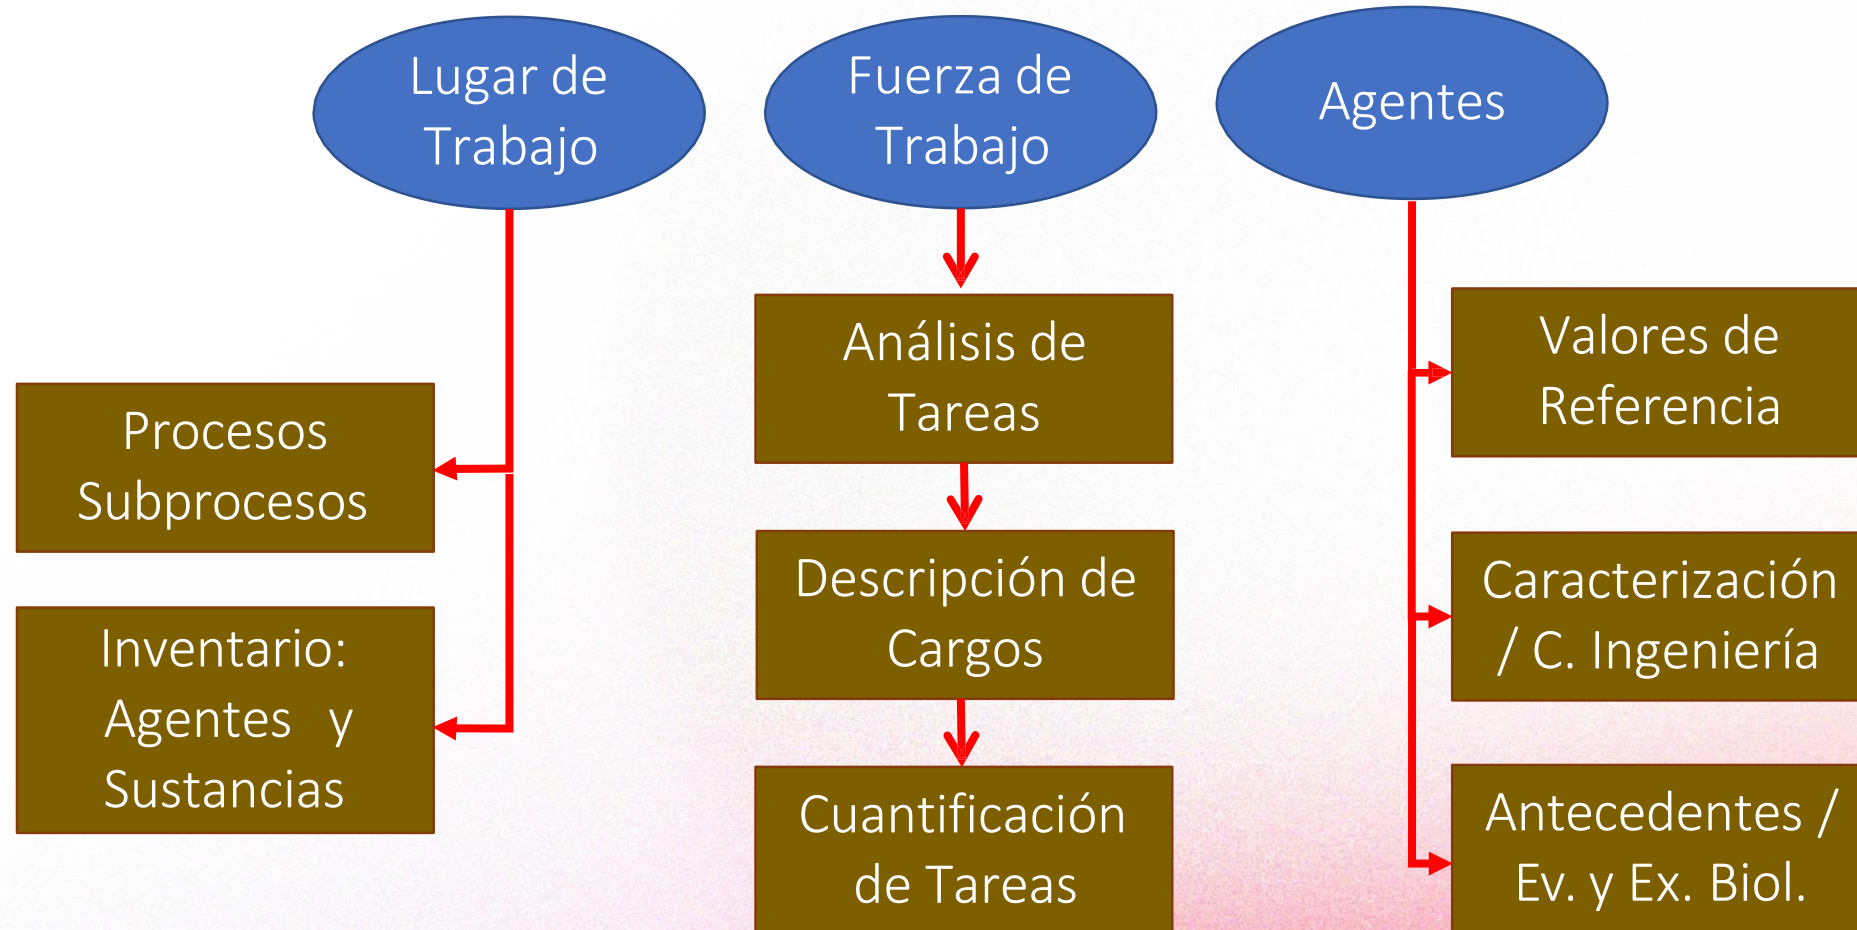 Lugar de
Trabajo
Fuerza de
Trabajo
Agentes
Procesos
Subprocesos
Inventario:
Agentes y
Sustancias
Análisis de
Tareas
Descripción de
Cargos
Cuantificación
de Tareas
Valores de
Referencia
Caracterización
/ C. Ingeniería
Antecedentes /
Ev. y Ex. Biol.